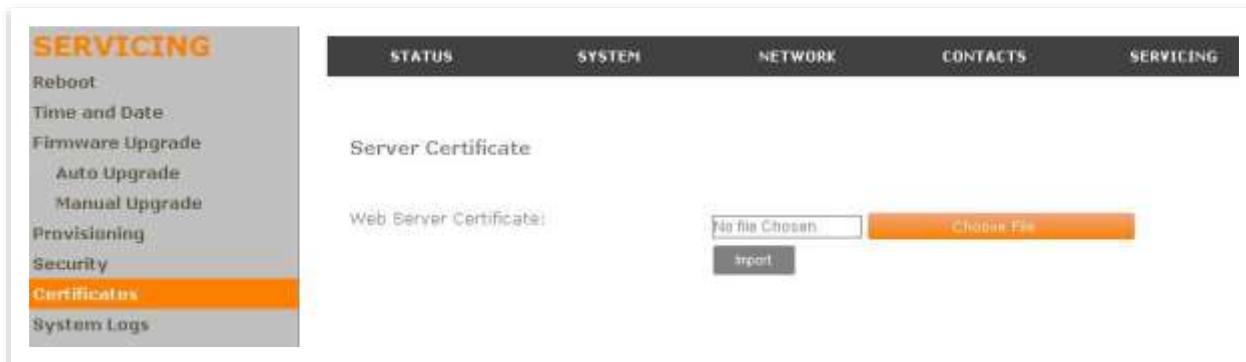 SERVICING
Reboot
Time and Date
Firmware Upgrade
Auto Upgrade
Manual Upgrade
Provisioning
Security
Certificates
System Logs
STATUS SYSTEM NETWORK CONTACTS SERVICING
Server Certificate
Web Server Certificate:
No file Chosen Choose File
Import